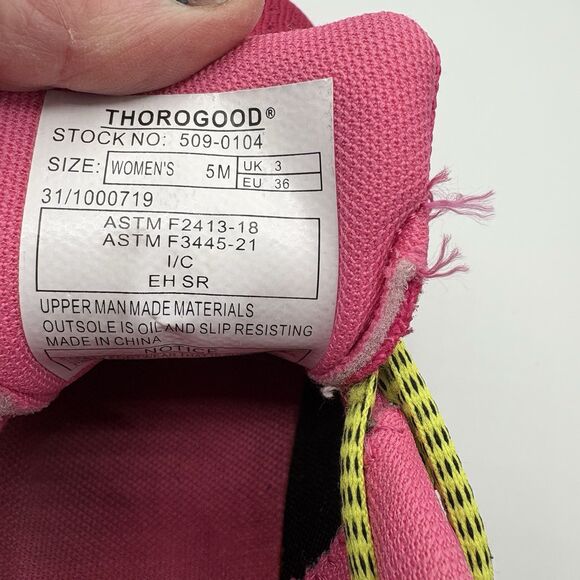 THOROGOOD®
STOCK NO: 509-0104
SIZE: WOMEN'S 5M UK 3
EU 36
31/1000719
ASTM F2413-18
ASTM F3445-21
I/C
EH SR
UPPER MAN MADE MATERIALS
OUTSOLE IS OIL AND SLIP RESISTING
MADE IN CHINA
NOTICE